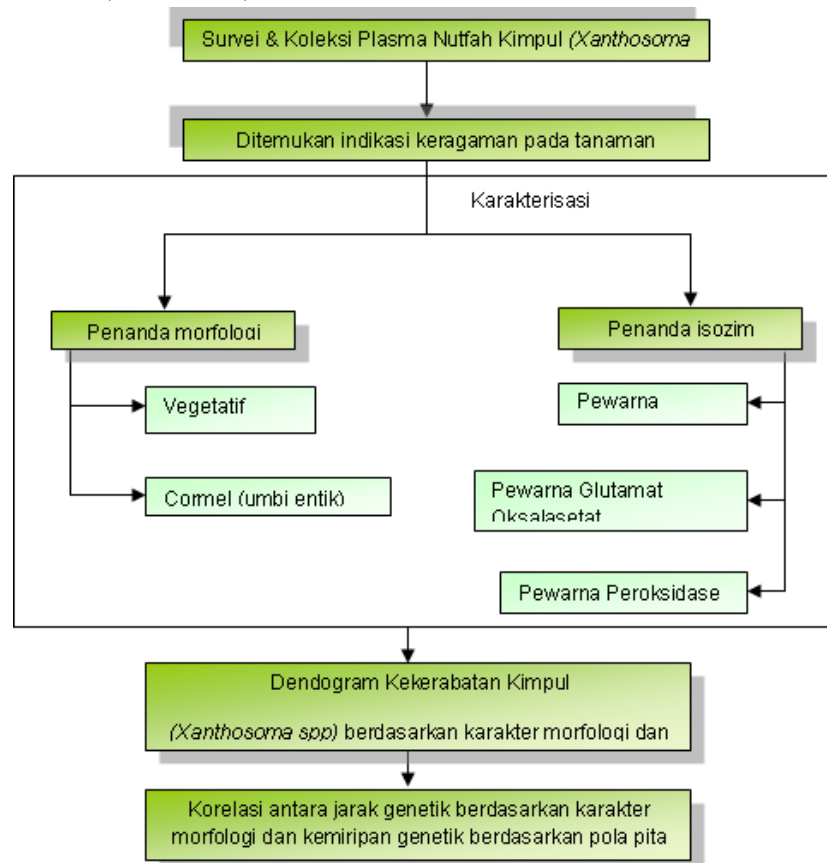 Survei & Koleksi Plasma Nutfah Kimpul (Xanthosoma
Ditemukan indikasi keragaman pada tanaman
Karakterisasi
Penanda morfologi
Penanda isozim
Vegetatif
Pewarna
Cormel (umbi entik)
Pewarna Glutamat
Oksalasetat
Pewarna Peroksidase
Dendogram Kekerabatan Kimpul
(Xanthosoma spp) berdasarkan karakter morfologi dan
Korelasi antara jarak genetik berdasarkan karakter
morfologi dan kemiripan genetik berdasarkan pola pita